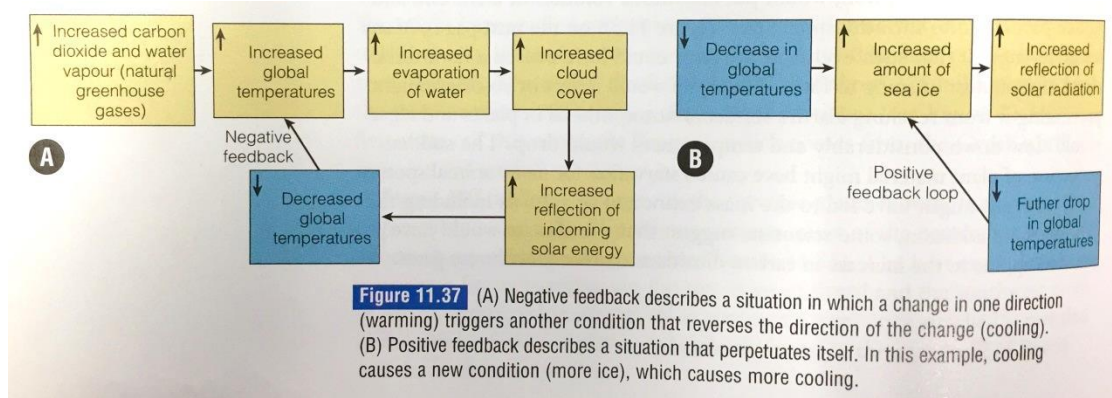 ↑ Increased carbon
dioxide and water
vapour (natural
greenhouse
gases)
↑ Increased
global
temperatures
↑ Increased
evaporation
of water
↑ Increased
cloud
cover
Negative
feedback
A
↓ Decreased
global
temperatures
↑ Increased
reflection of
incoming
solar energy
↓ Decrease in
global
temperatures
↑ Increased
amount of
sea ice
↑ Increased
reflection of
solar radiation
B
Positive
feedback loop
↓ Futher drop
in global
temperatures
Figure 11.37 (A) Negative feedback describes a situation in which a change in one direction
(warming) triggers another condition that reverses the direction of the change (cooling).
(B) Positive feedback describes a situation that perpetuates itself. In this example, cooling
causes a new condition (more ice), which causes more cooling.